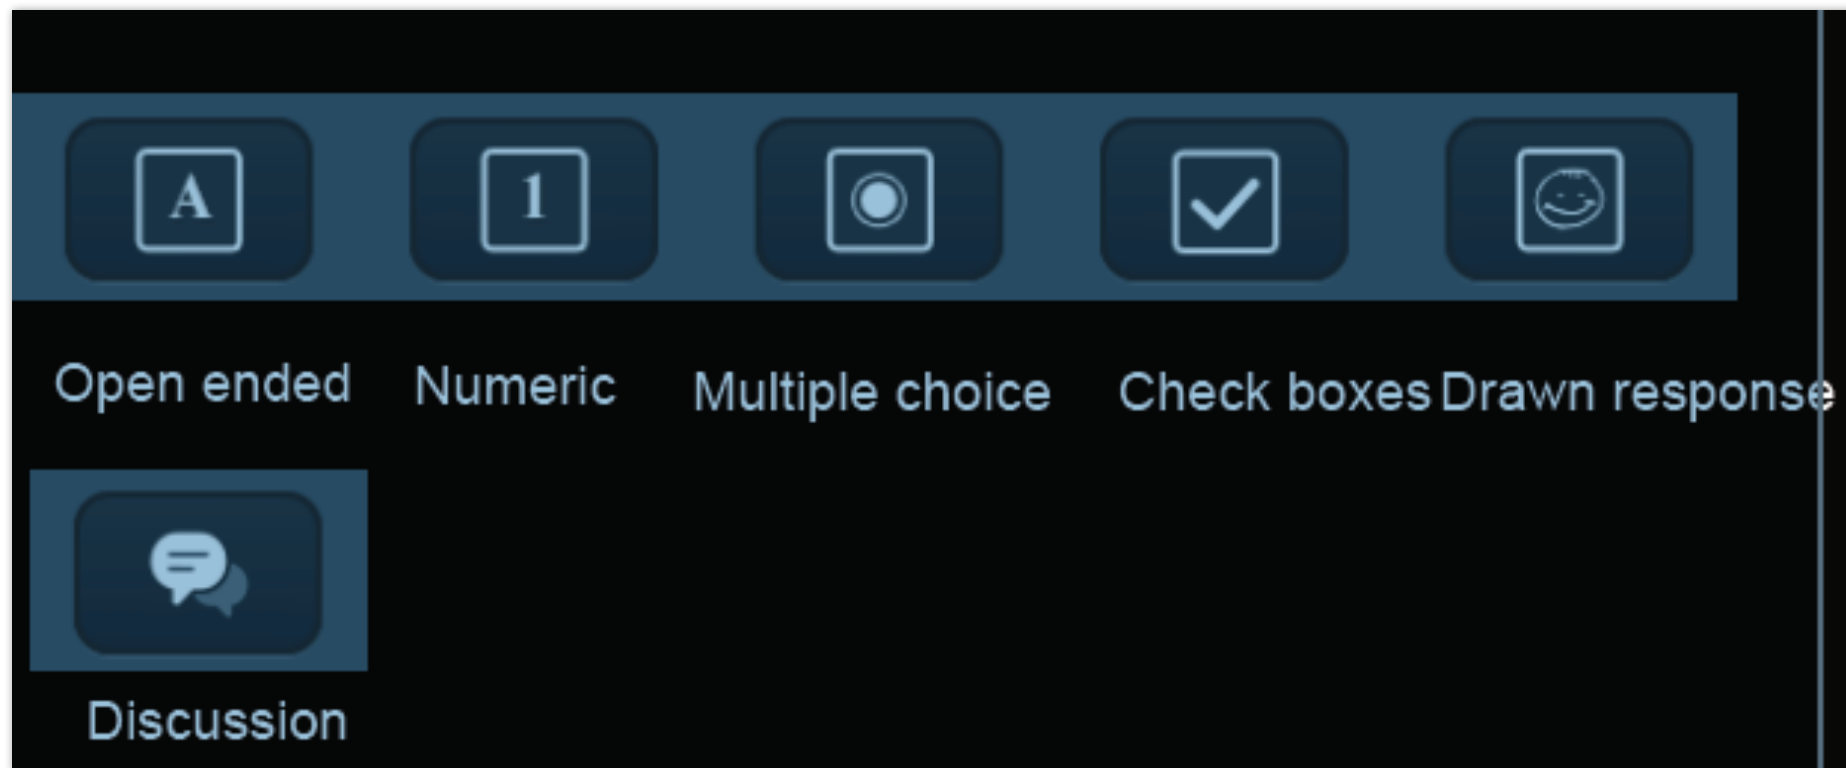 A 1
Open ended Numeric Multiple choice Check boxes Drawn response
Discussion